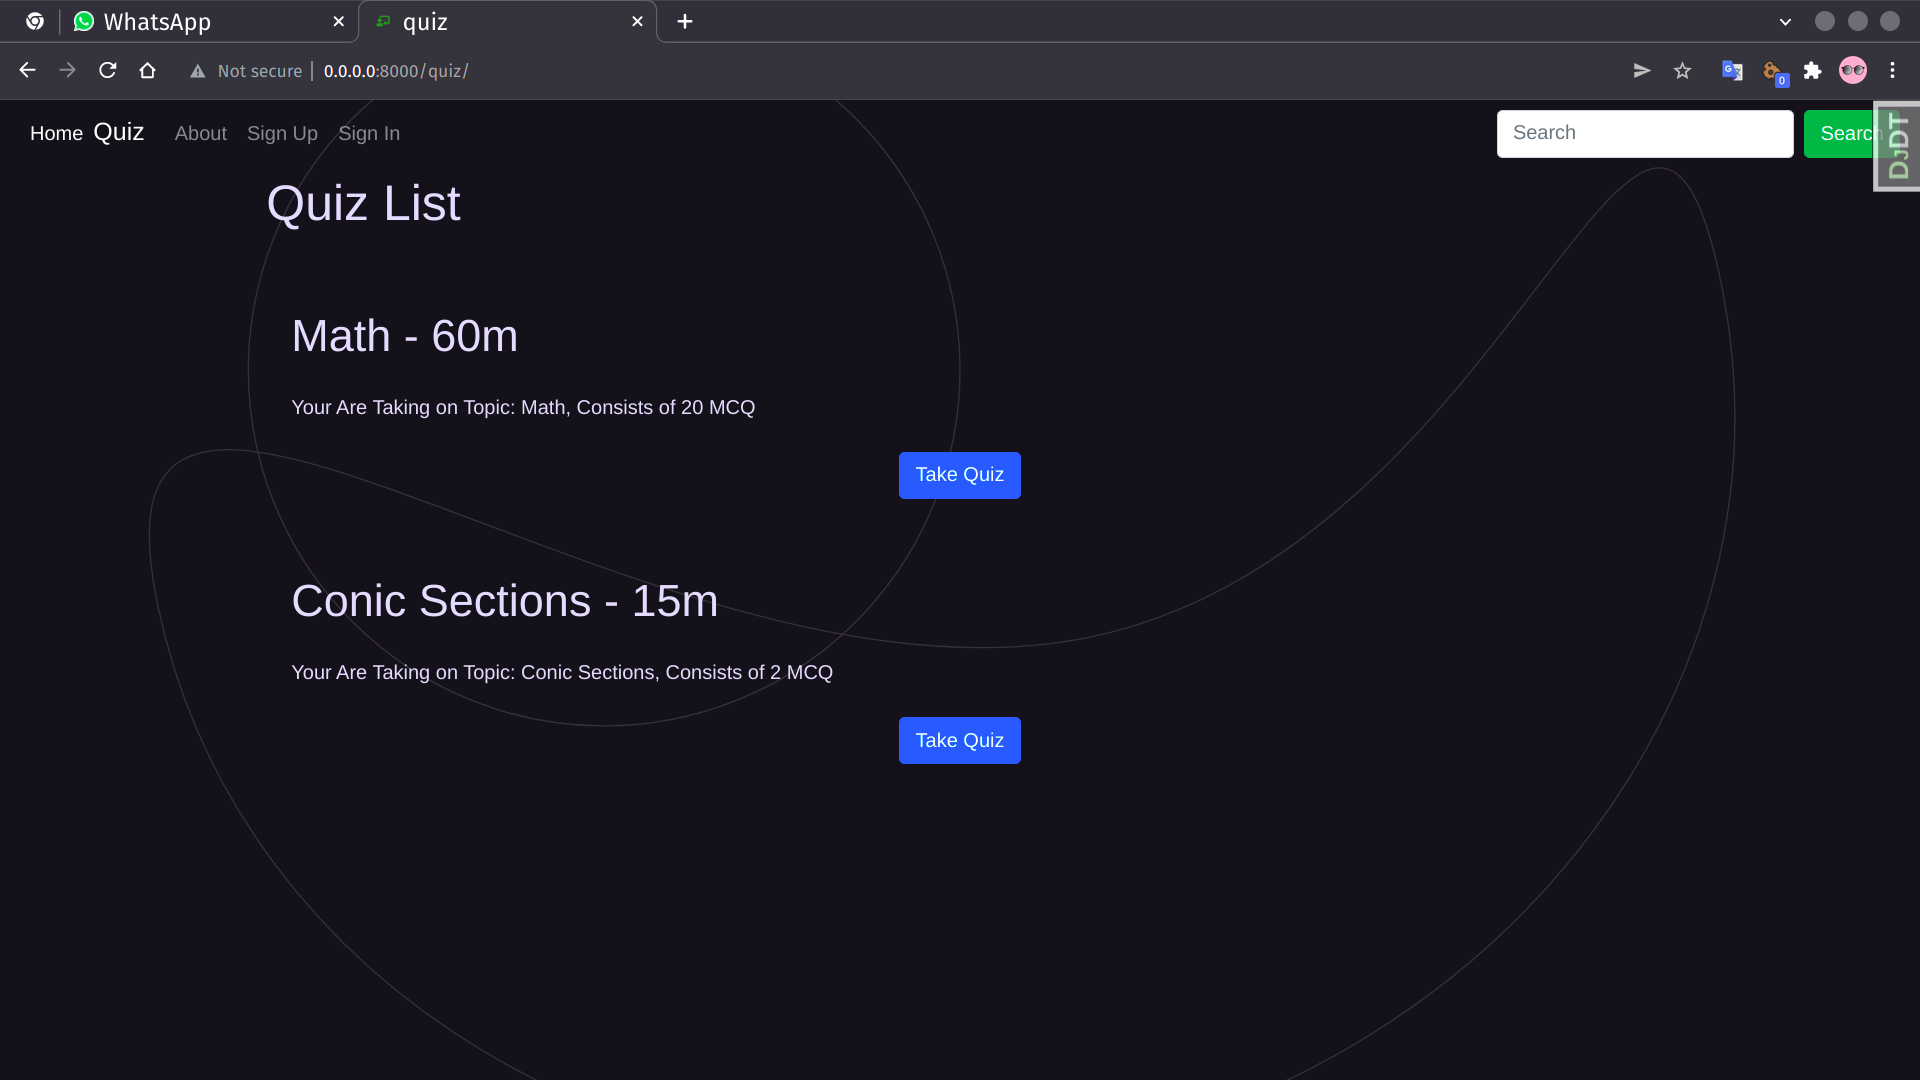 WhatsApp
quiz
Not secure
0.0.0.0:8000/quiz/
0
Home Quiz About Sign Up Sign In
Search
Search
DJDT
Quiz List
Math - 60m
Your Are Taking on Topic: Math, Consists of 20 MCQ
Take Quiz
Conic Sections - 15m
Your Are Taking on Topic: Conic Sections, Consists of 2 MCQ
Take Quiz